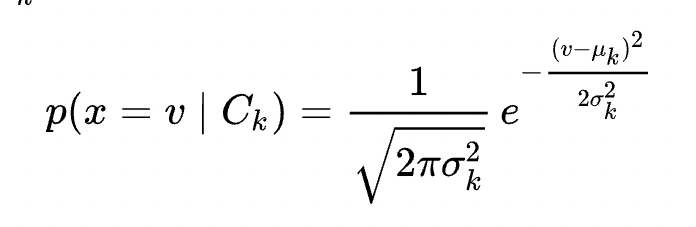 p(x = v | C_k) = \frac{1}{\sqrt{2\pi\sigma_k^2}} e^{-\frac{(v-\mu_k)^2}{2\sigma_k^2}}